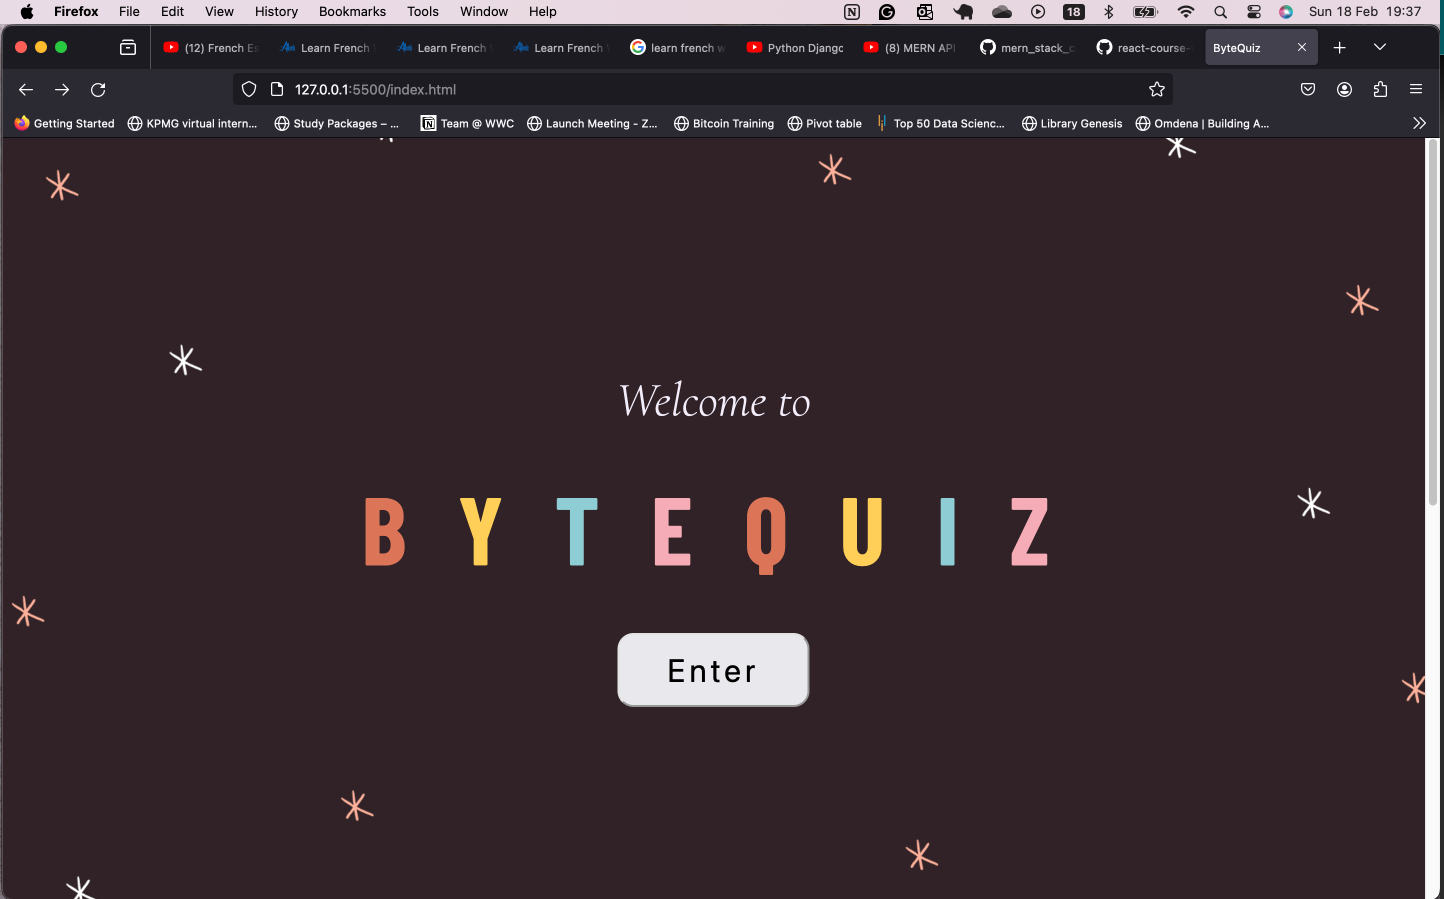 Firefox File Edit View History Bookmarks Tools Window Help 18 Sun 18 Feb 19:37
(12) French Es Learn French Learn French Learn French learn french w Python Django (8) MERN API mern_stack_c react-course- ByteQuiz
127.0.0.1:5500/index.html
Getting Started KPMG virtual intern... Study Packages – ... Team @ WWC Launch Meeting - Z... Bitcoin Training Pivot table Top 50 Data Scienc... Library Genesis Omdena | Building A...
Welcome to
BYTEQUIZ
Enter